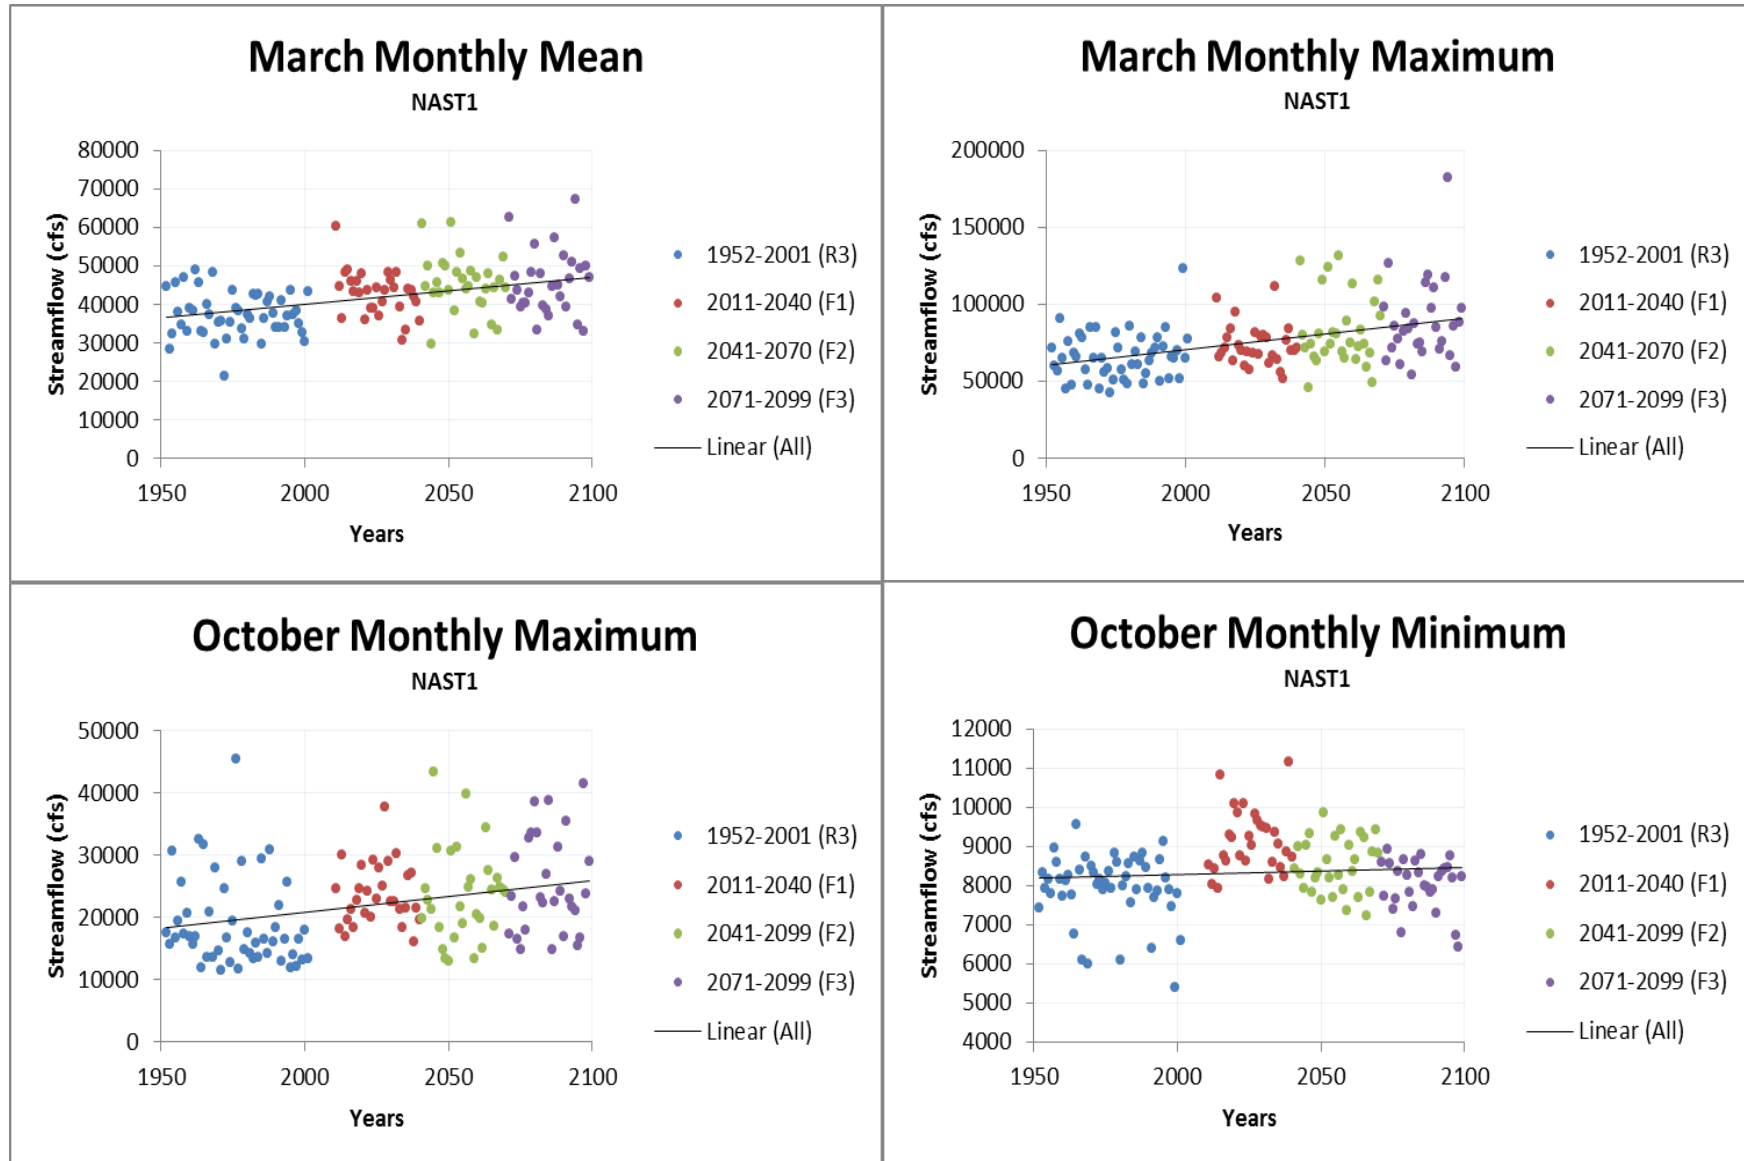 March Monthly Mean
NAST1
80000
70000
60000
50000
40000
30000
20000
10000
0
Streamflow (cfs)
1950 2000 2050 2100
Years
1952-2001 (R3)
2011-2040 (F1)
2041-2070 (F2)
2071-2099 (F3)
Linear (All)
March Monthly Maximum
NAST1
200000
150000
100000
50000
0
Streamflow (cfs)
1950 2000 2050 2100
Years
1952-2001 (R3)
2011-2040 (F1)
2041-2070 (F2)
2071-2099 (F3)
Linear (All)
October Monthly Maximum
NAST1
50000
40000
30000
20000
10000
0
Streamflow (cfs)
1950 2000 2050 2100
Years
1952-2001 (R3)
2011-2040 (F1)
2041-2099 (F2)
2071-2099 (F3)
Linear (All)
October Monthly Minimum
NAST1
12000
11000
10000
9000
8000
7000
6000
5000
4000
Streamflow (cfs)
1950 2000 2050 2100
Years
1952-2001 (R3)
2011-2040 (F1)
2041-2099 (F2)
2071-2099 (F3)
Linear (All)